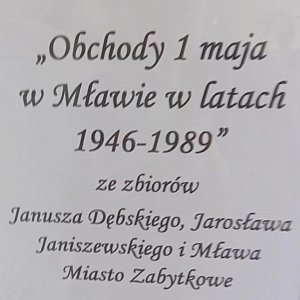 „Obchody 1 maja
w Mławie w latach
1946-1989”
ze zbiorów
Janusza Dębskiego, Jarosława
Janiszewskiego i Mława
Miasto Zabytkowe